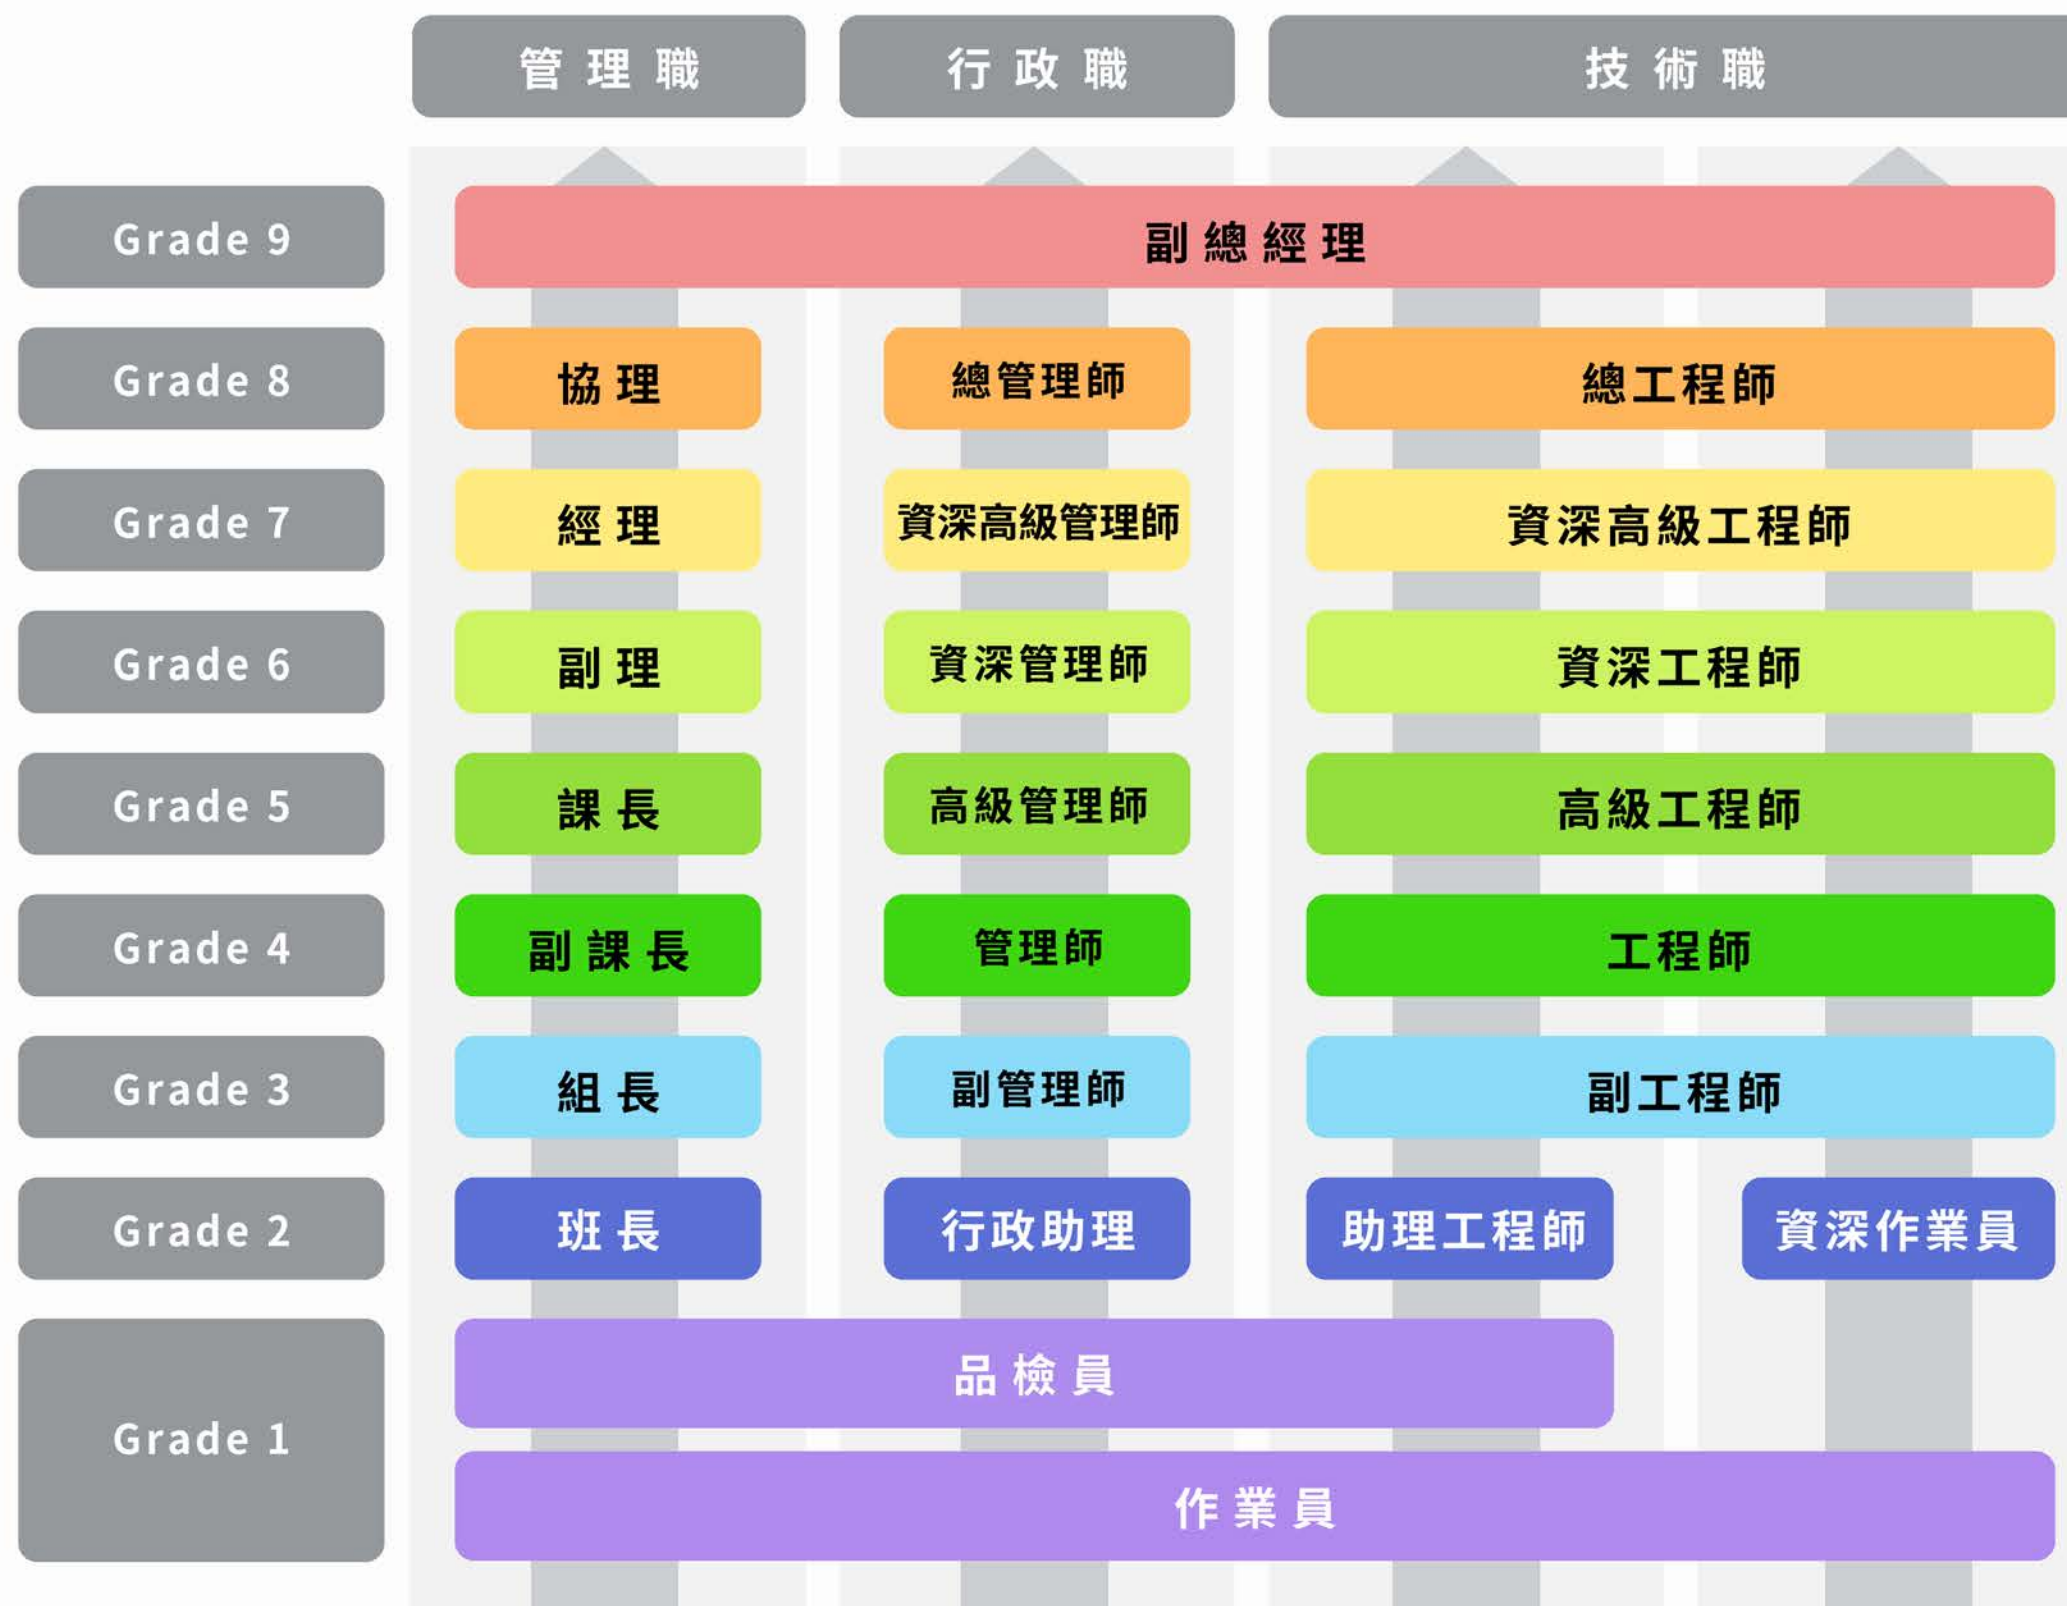 管理職 行政職 技術職
Grade 9 副總經理
Grade 8 協理 總管理師 總工程師
Grade 7 經理 資深高級管理師 資深高級工程師
Grade 6 副理 資深管理師 資深工程師
Grade 5 課長 高級管理師 高級工程師
Grade 4 副課長 管理師 工程師
Grade 3 組長 副管理師 副工程師
Grade 2 班長 行政助理 助理工程師 資深作業員
品檢員
Grade 1
作業員